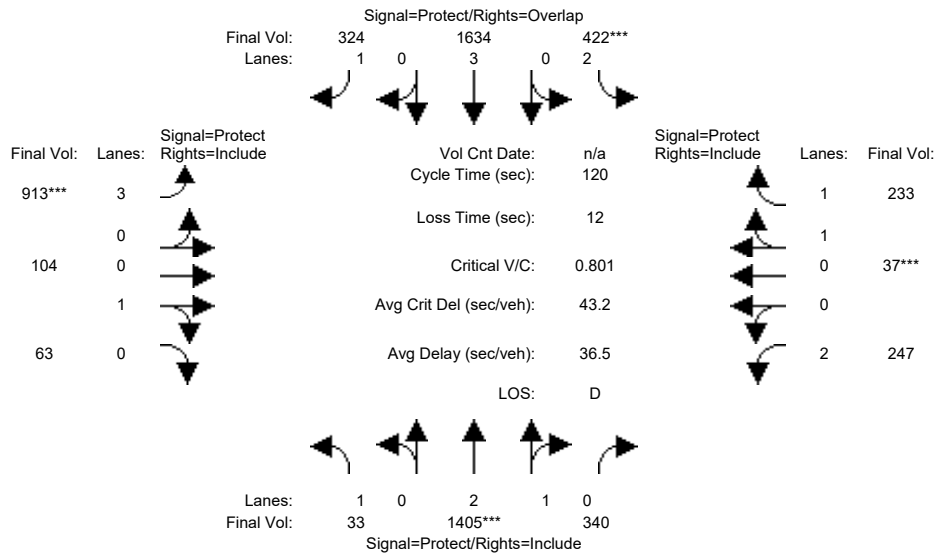 Signal=Protect/Rights=Overlap
Final Vol: 324 1634 422***
Lanes: 1 0 3 0 2
Signal=Protect Signal=Protect
Final Vol: Lanes: Rights=Include Vol Cnt Date: n/a Rights=Include Lanes: Final Vol:
Cycle Time (sec): 120
913*** 3 1 233
Loss Time (sec): 12
0 1
104 0 Critical V/C: 0.801 0 37***
1 Avg Crit Del (sec/veh): 43.2 0
63 0 Avg Delay (sec/veh): 36.5 2 247
LOS: D
Lanes: 1 0 2 1 0
Final Vol: 33 1405*** 340
Signal=Protect/Rights=Include